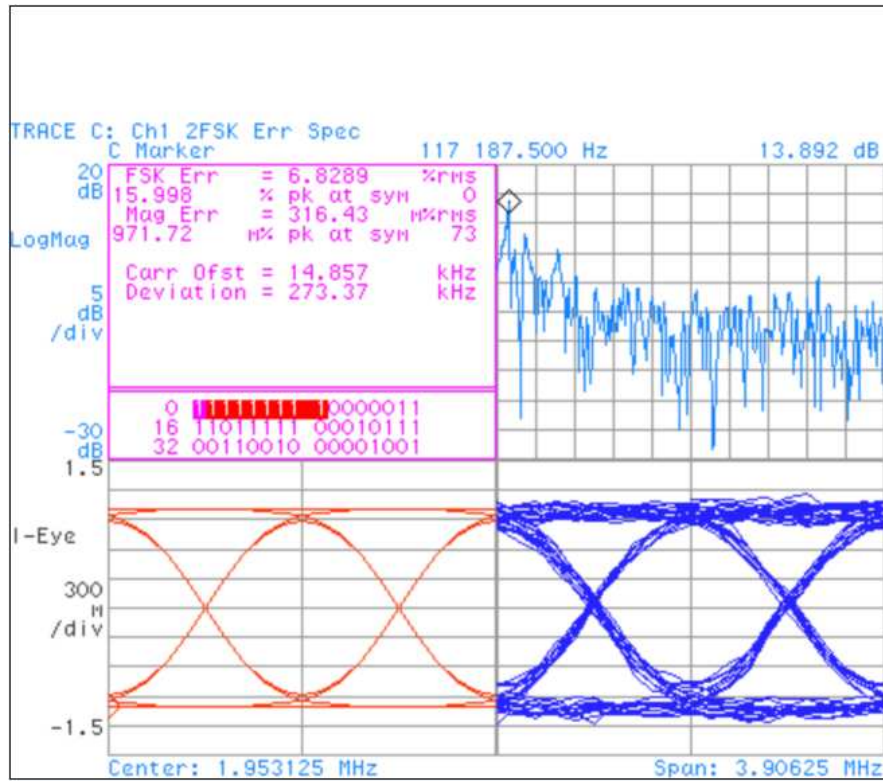 TRACE C: Ch1 2FSK Err Spec
C Marker 117 187.500 Hz 13.892 dB
20
dB
LogMag
5
dB
/div
-30
dB
FSK Err = 6.8289 %rms
15.998 % pk at sym 0
Mag Err = 316.43 m%rms
971.72 m% pk at sym 73
Carr Ofst = 14.857 kHz
Deviation = 273.37 kHz
0 0000011
16 11011111 00010111
32 00110010 00001001
1.5
I-Eye
300
m
/div
-1.5
Center: 1.953125 MHz Span: 3.90625 MHz